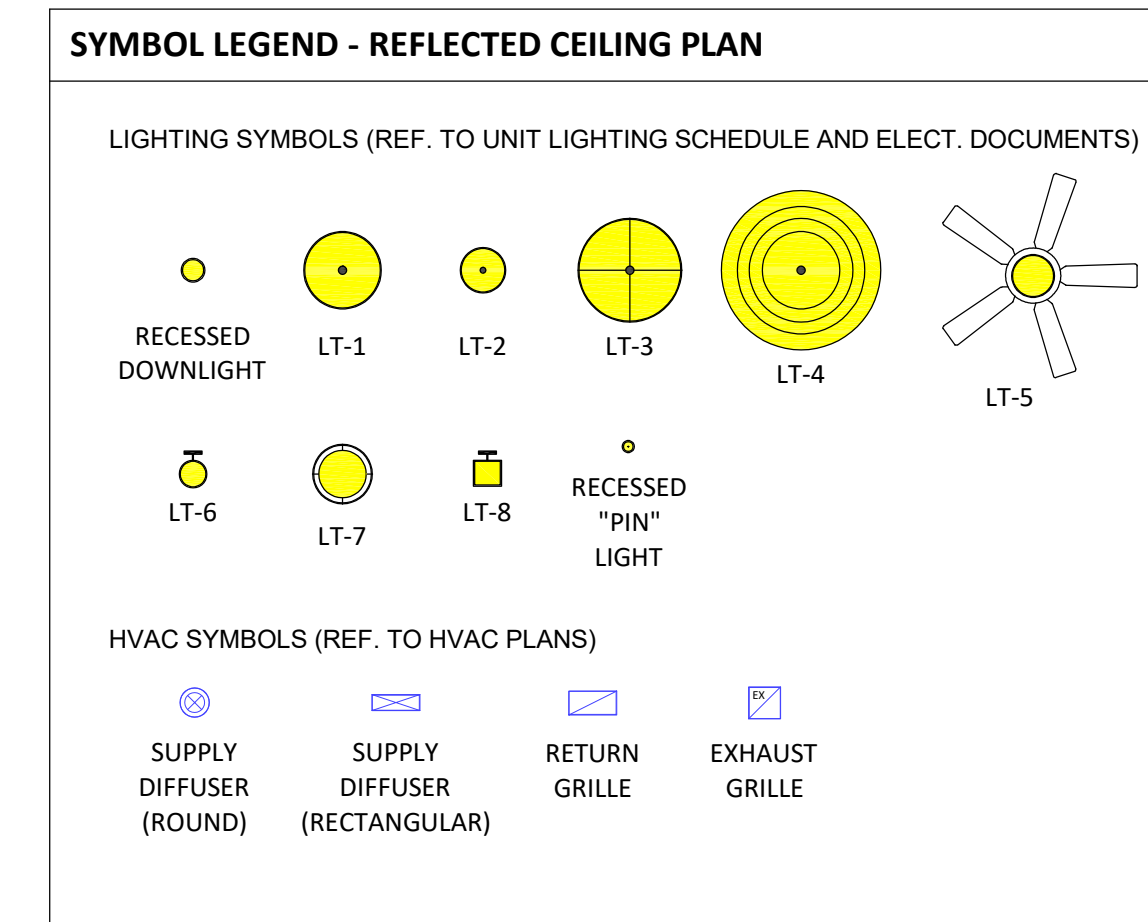 SYMBOL LEGEND - REFLECTED CEILING PLAN
LIGHTING SYMBOLS (REF. TO UNIT LIGHTING SCHEDULE AND ELECT. DOCUMENTS)
RECESSED
DOWNLIGHT
LT-1
LT-2
LT-3
LT-4
LT-5
LT-6
LT-7
LT-8
RECESSED
"PIN"
LIGHT
HVAC SYMBOLS (REF. TO HVAC PLANS)
SUPPLY
DIFFUSER
(ROUND)
SUPPLY
DIFFUSER
(RECTANGULAR)
RETURN
GRILLE
EX
EXHAUST
GRILLE